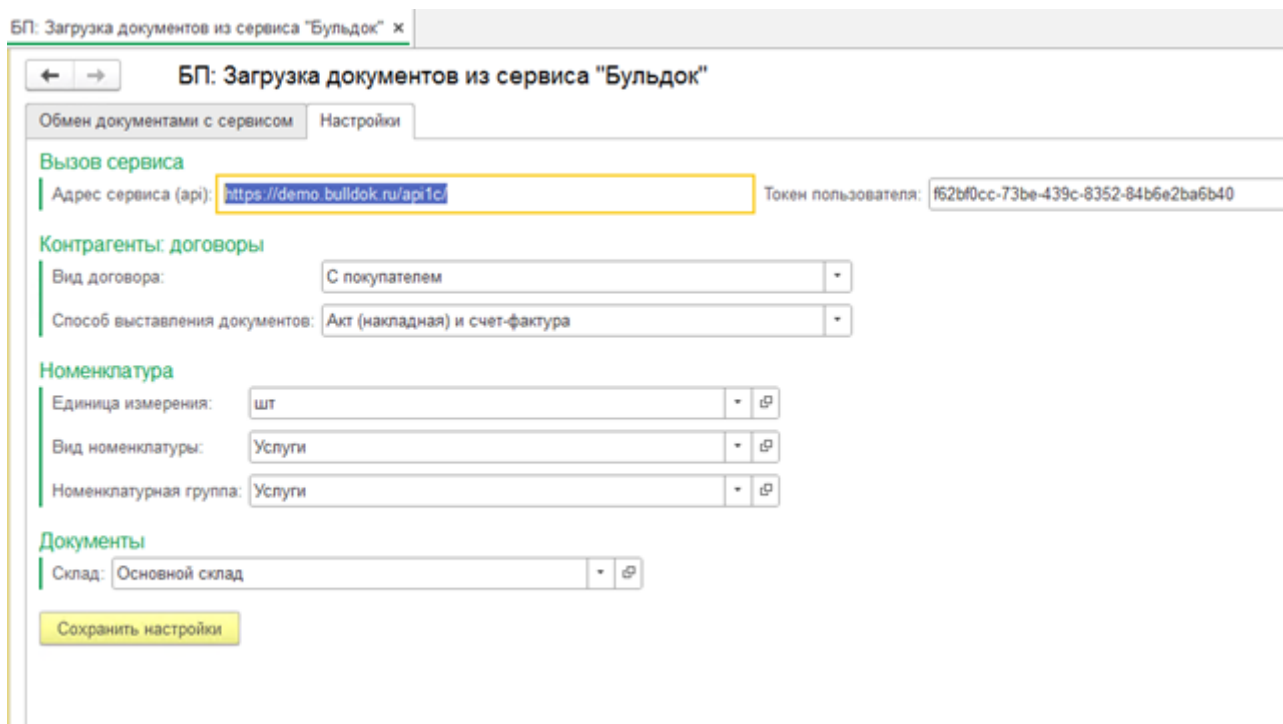 БП: Загрузка документов из сервиса "Бульдок" ×
БП: Загрузка документов из сервиса "Бульдок"
Обмен документами с сервисом Настройки
Вызов сервиса
Адрес сервиса (api): https://demo.bulldok.ru/api1c/ Токен пользователя: f62bf0cc-73be-439c-8352-84b6e2ba6b40
Контрагенты: договоры
Вид договора: С покупателем
Способ выставления документов: Акт (накладная) и счет-фактура
Номенклатура
Единица измерения: шт
Вид номенклатуры: Услуги
Номенклатурная группа: Услуги
Документы
Склад: Основной склад
Сохранить настройки